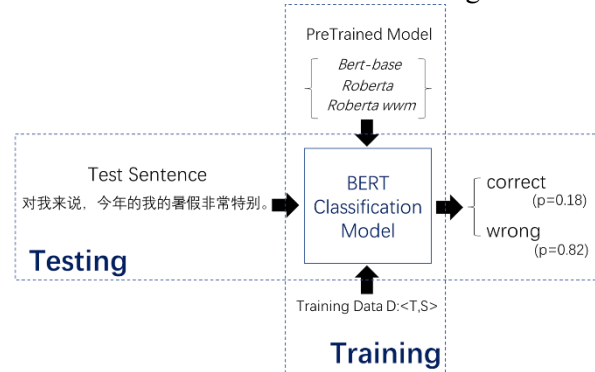 PreTrained Model
Bert-base
Roberta
Roberta wwm
Test Sentence
对我来说，今年的我的暑假非常特别。
BERT
Classification
Model
correct
(p=0.18)
wrong
(p=0.82)
Testing
Training Data D:<T,S>
Training